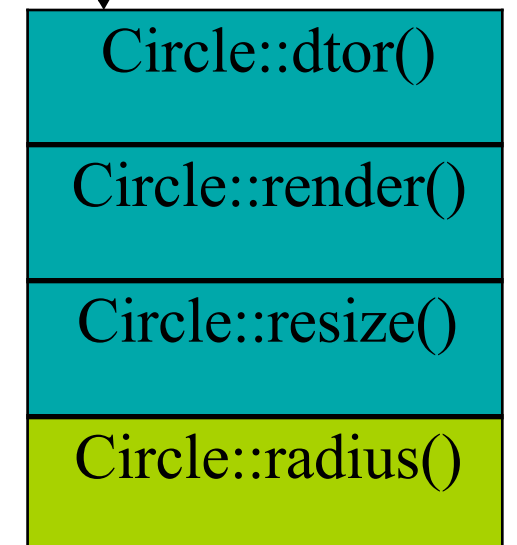 Circle::dtor()
Circle::render()
Circle::resize()
Circle::radius()